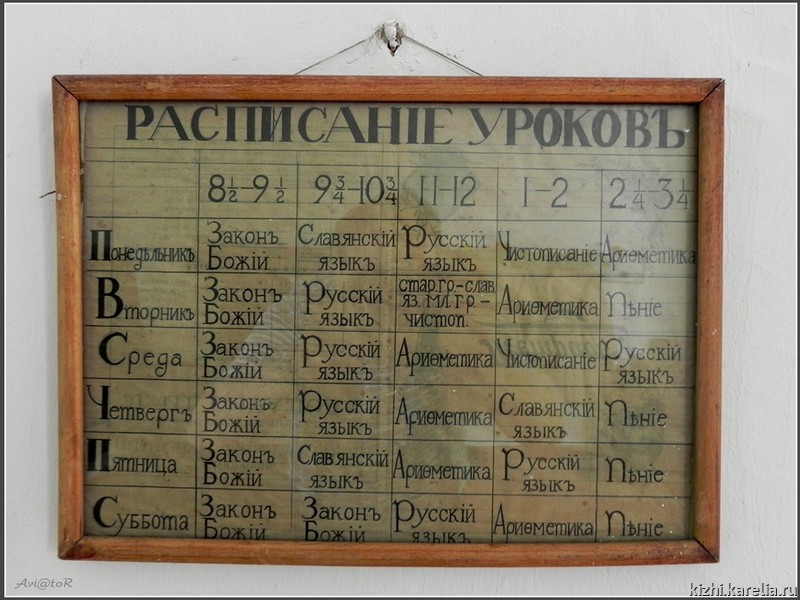 РАСПИСАНІЕ УРОКОВЪ
8½-9½ 9¾-10¾ 11-12 1-2 2¼-3¼
Понедѣльникъ Законъ Божій Славянскій языкъ Русскій языкъ Чистописаніе Ариѳметика
Вторникъ Законъ Божій Русскій языкъ стар.гр.-слав яз. мл.гр.- чистоп. Ариѳметика Пѣніе
Среда Законъ Божій Русскій языкъ Ариѳметика Чистописаніе Русскій языкъ
Четвергъ Законъ Божій Русскій языкъ Ариѳметика Славянскій языкъ Пѣніе
Пятница Законъ Божій Славянскій языкъ Ариѳметика Русскій языкъ Пѣніе
Суббота Законъ Божій Законъ Божій Русскій языкъ Ариѳметика Пѣніе
Avi@toR
kizhi.karelia.ru